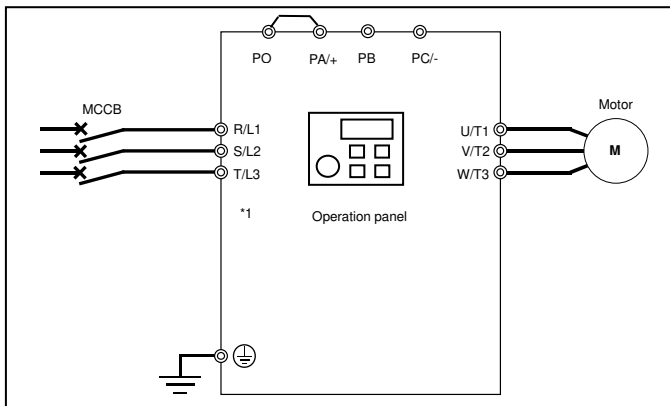 PO PA/+ PB PC/-
MCCB
R/L1
S/L2
T/L3
*1
Operation panel
U/T1
V/T2
W/T3
Motor
M